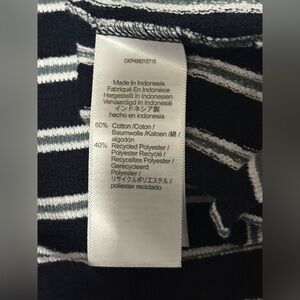 CKP498215719
Made In Indonesia
Fabriqué En Indonésie
Hergestellt In Indonesien
Vervaardigd In Indonesië
インドネシア製
hecho en indonesia
60% Cotton /Coton /
Baumwolle /Katoen / 綿 /
algodón
40% Recycled Polyester /
Polyester Recyclé /
Recyceltes Polyester /
Gerecycleerd
Polyester /
リサイクルポリエステル /
poliester reciclado